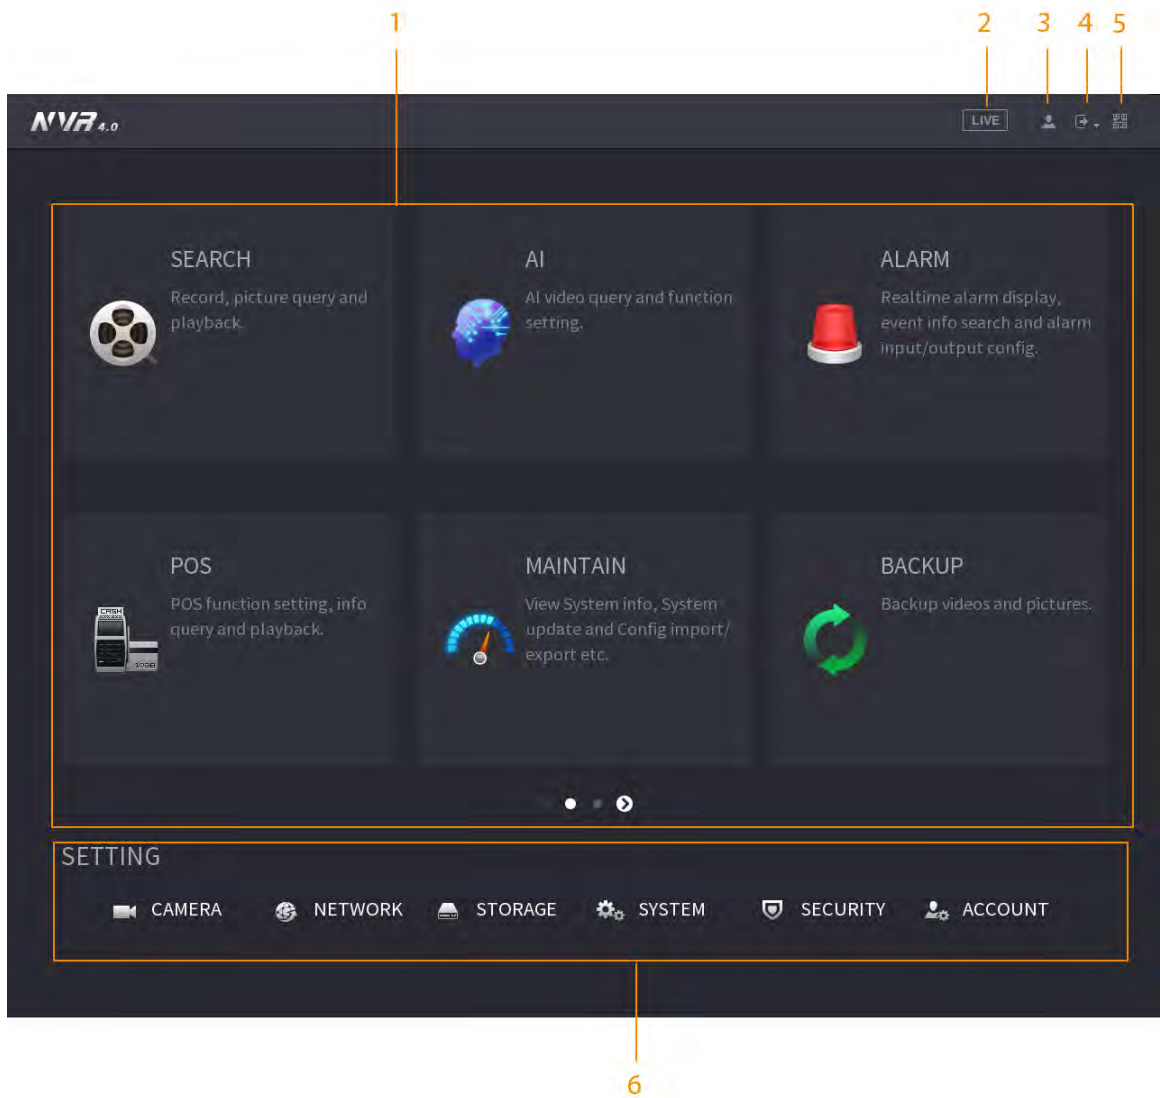 1 2 3 4 5
NVR 4.0 LIVE
SEARCH
Record, picture query and
playback.
AI
AI video query and function
setting.
ALARM
Realtime alarm display,
event info search and alarm
input/output config.
POS
POS function setting, info
query and playback.
CASH
MAINTAIN
View System info, System
update and Config import/
export etc.
BACKUP
Backup videos and pictures.
SETTING
CAMERA NETWORK STORAGE SYSTEM SECURITY ACCOUNT
6